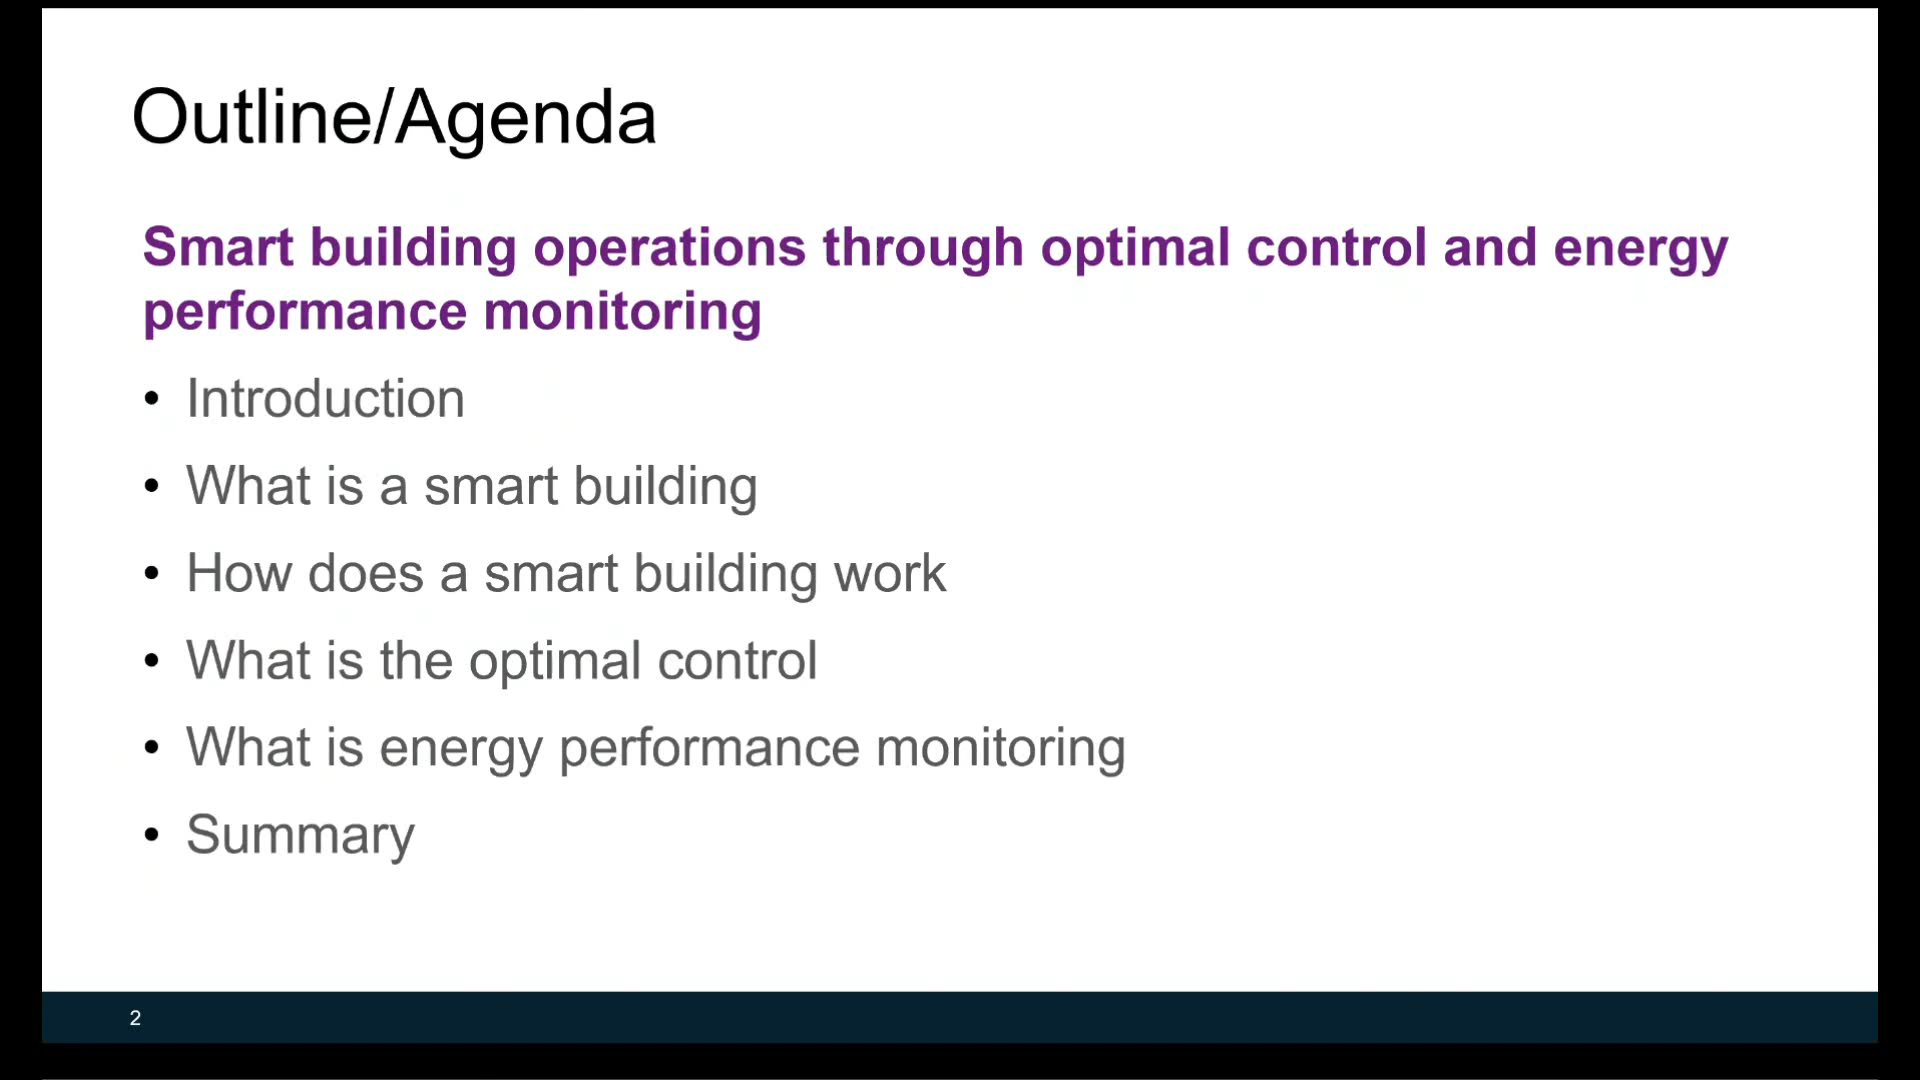 Outline/Agenda
Smart building operations through optimal control and energy
performance monitoring
• Introduction
• What is a smart building
• How does a smart building work
• What is the optimal control
• What is energy performance monitoring
• Summary
2